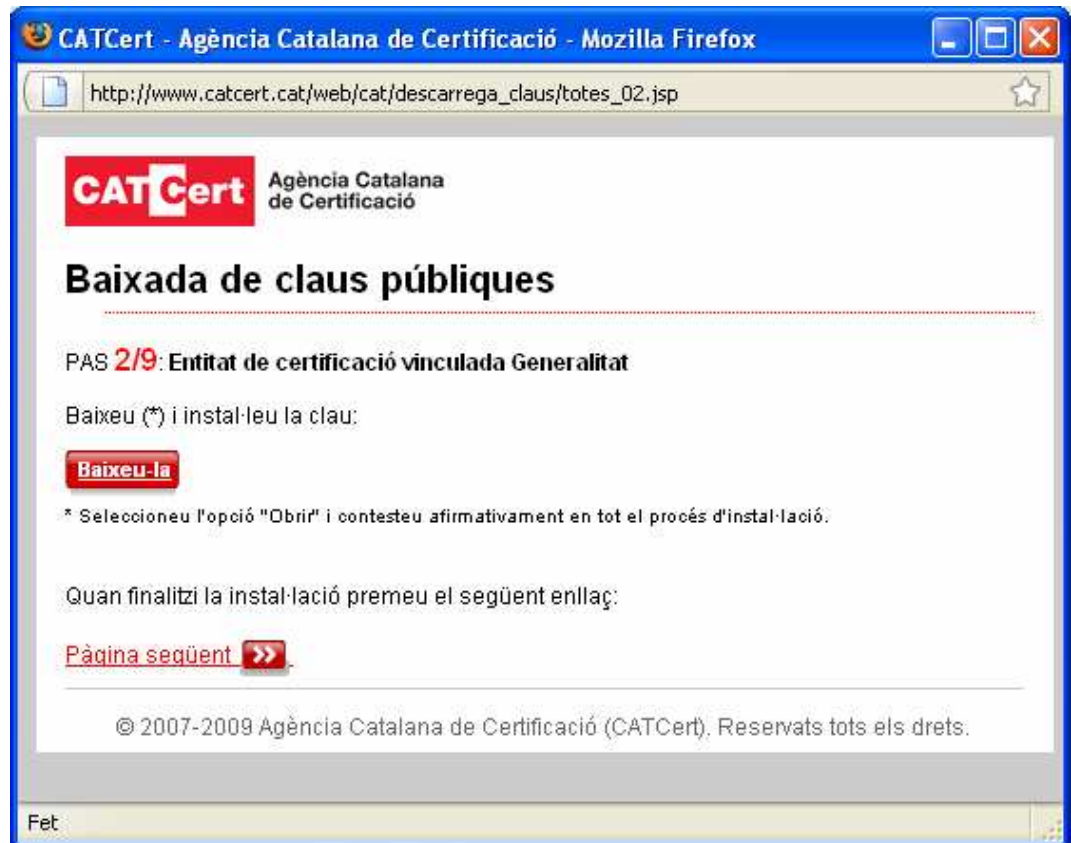 CATCert - Agència Catalana de Certificació - Mozilla Firefox
http://www.catcert.cat/web/cat/descarrega_claus/totes_02.jsp
CATCert Agència Catalana
de Certificació
Baixada de claus públiques
PAS 2/9: Entitat de certificació vinculada Generalitat
Baixeu (*) i instal·leu la clau:
Baixeu-la
* Seleccioneu l'opció "Obrir" i contesteu afirmativament en tot el procés d'instal·lació.
Quan finalitzi la instal·lació premeu el següent enllaç:
Pàgina següent >>
© 2007-2009 Agència Catalana de Certificació (CATCert). Reservats tots els drets.
Fet